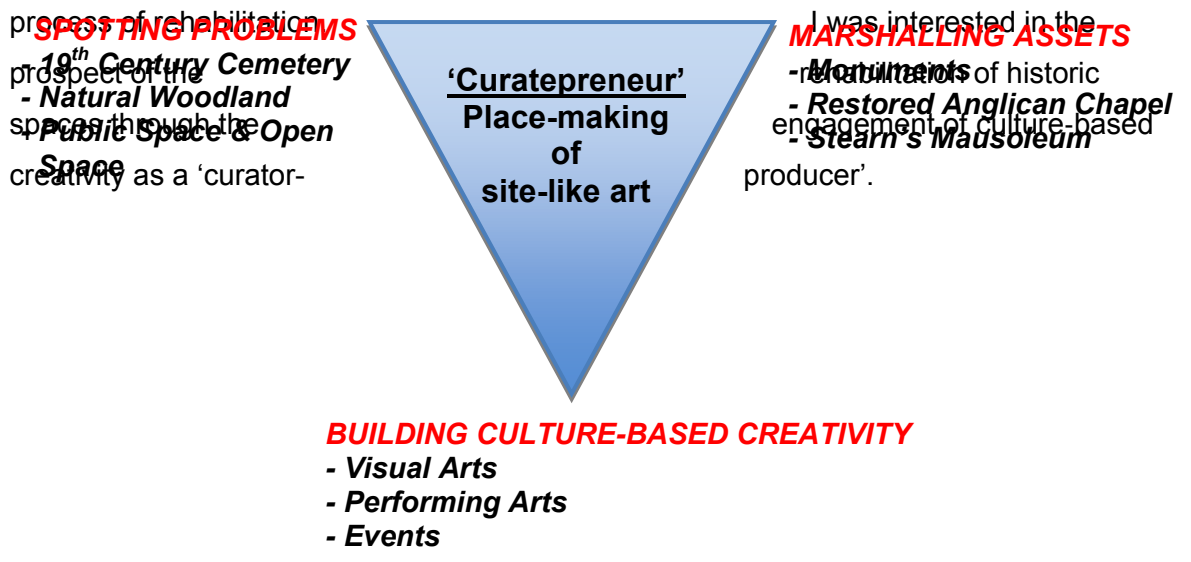 process of rehabilitation
I was interested in the
prospect of the
rehabilitation of historic
spaces through the
engagement of culture-based
creativity as a ‘curator-
producer’.
SPOTTING PROBLEMS
- 19th Century Cemetery
- Natural Woodland
- Public Space & Open
Space
‘Curatepreneur’
Place-making
of
site-like art
MARSHALLING ASSETS
- Monuments
- Restored Anglican Chapel
- Stearn’s Mausoleum
BUILDING CULTURE-BASED CREATIVITY
- Visual Arts
- Performing Arts
- Events